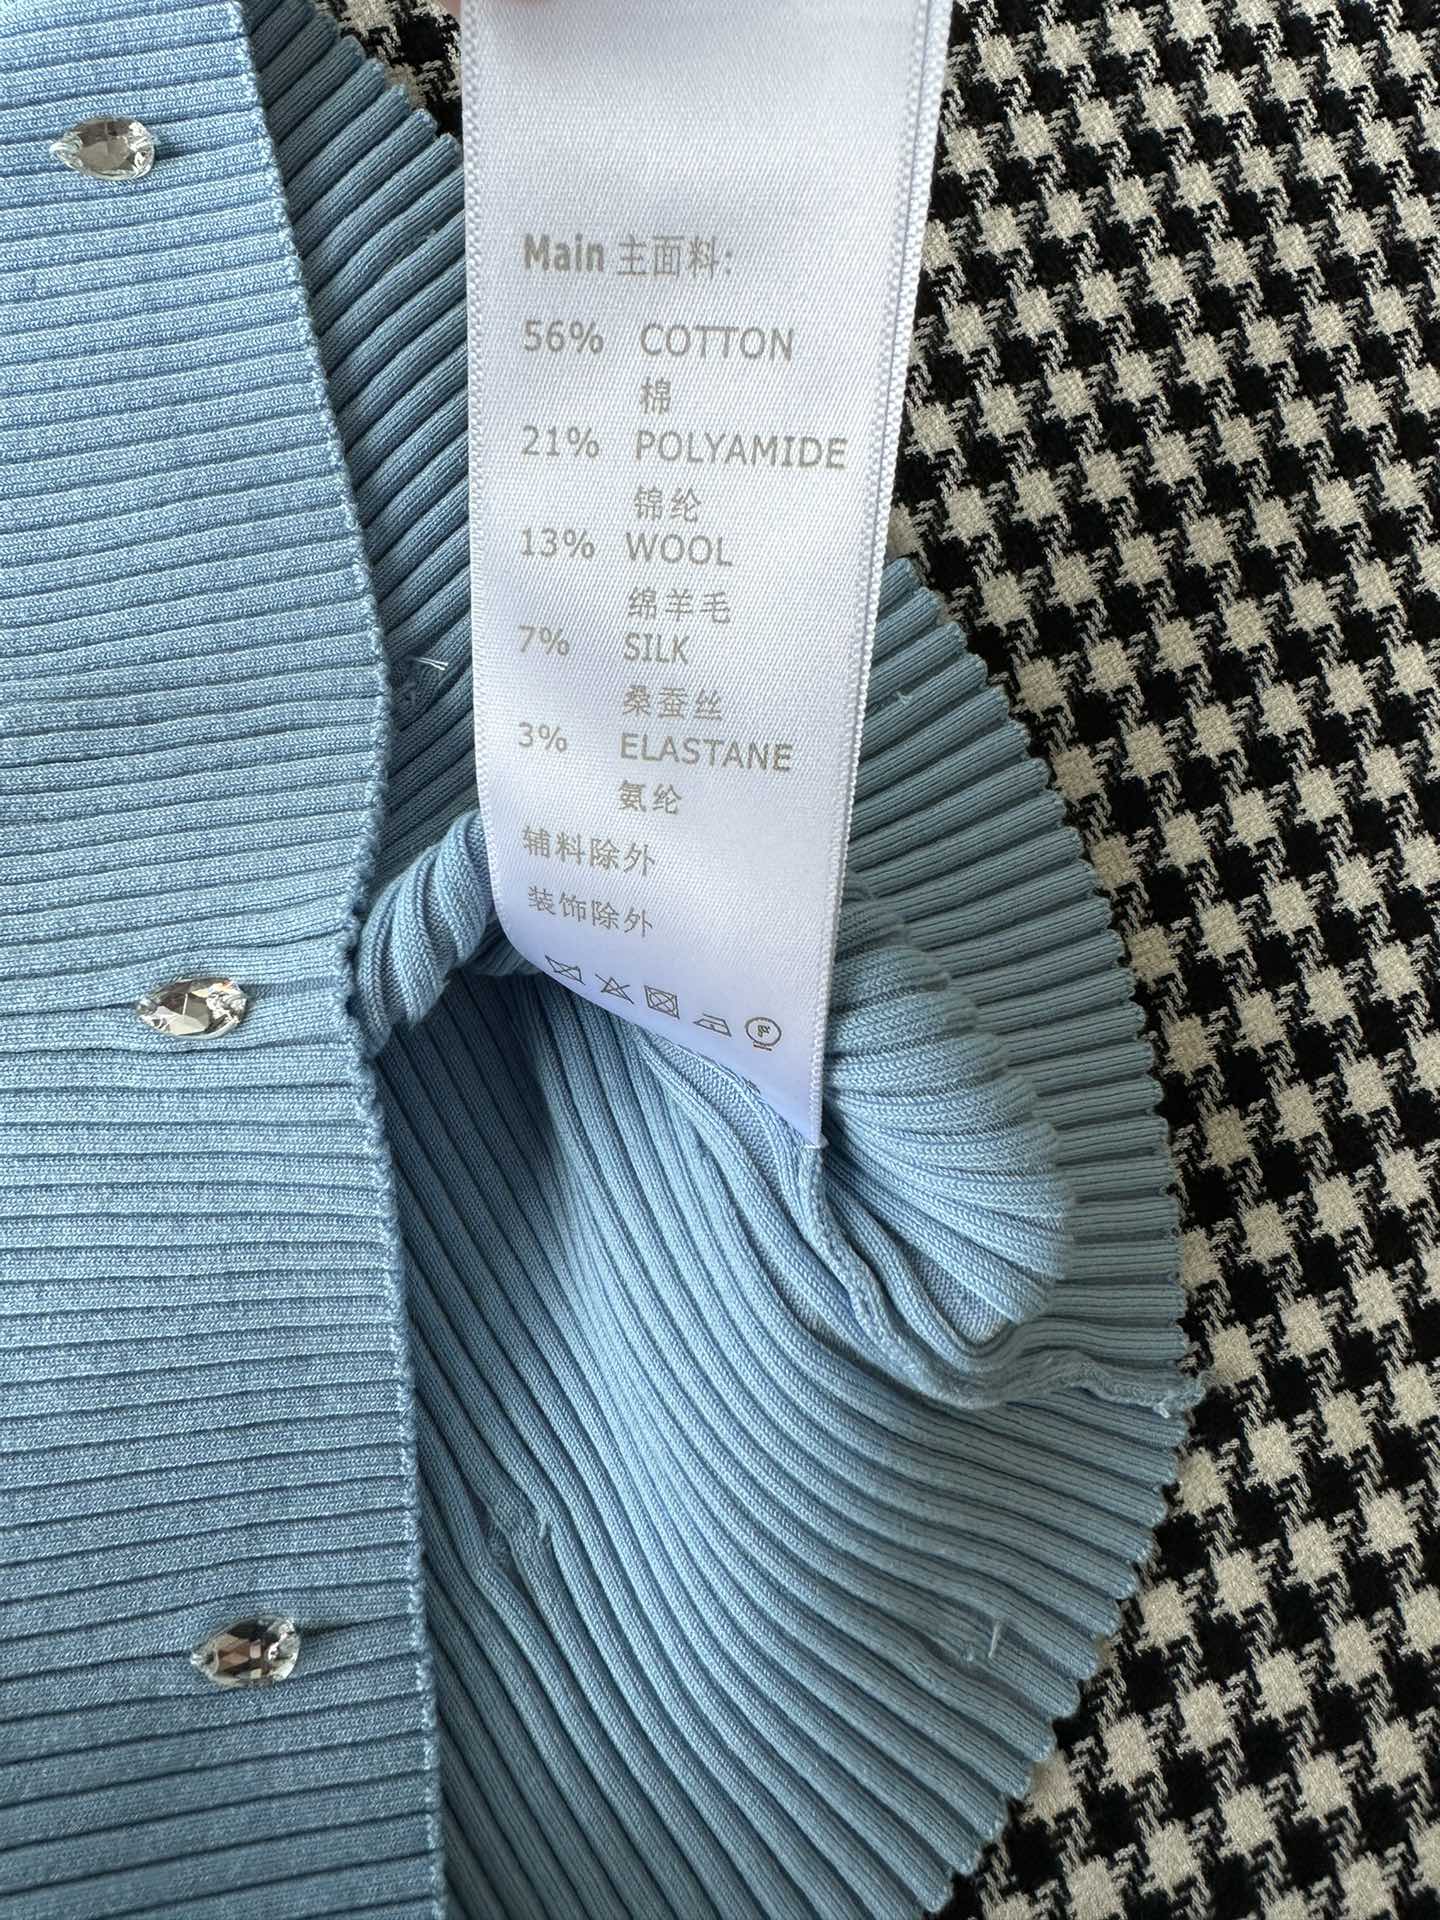 Main 主面料:
56% COTTON
棉
21% POLYAMIDE
锦纶
13% WOOL
绵羊毛
7% SILK
桑蚕丝
3% ELASTANE
氨纶
辅料除外
装饰除外